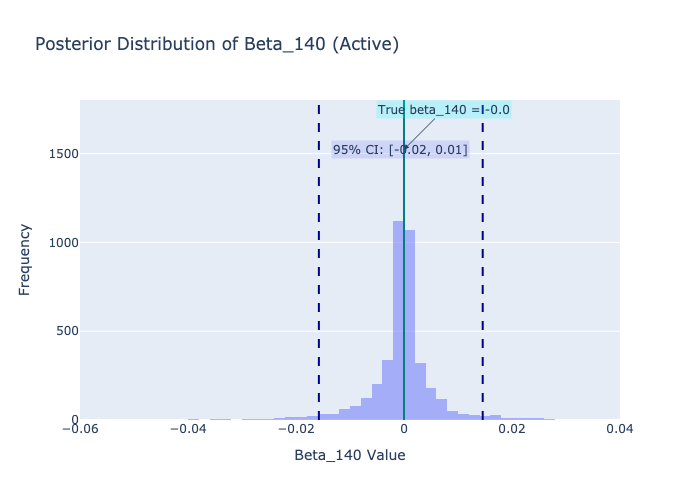 Posterior Distribution of Beta_140 (Active)
True beta_140 = -0.0
95% CI: [-0.02, 0.01]
1500
1000
500
0
Frequency
−0.06
−0.04
−0.02
0
0.02
0.04
Beta_140 Value